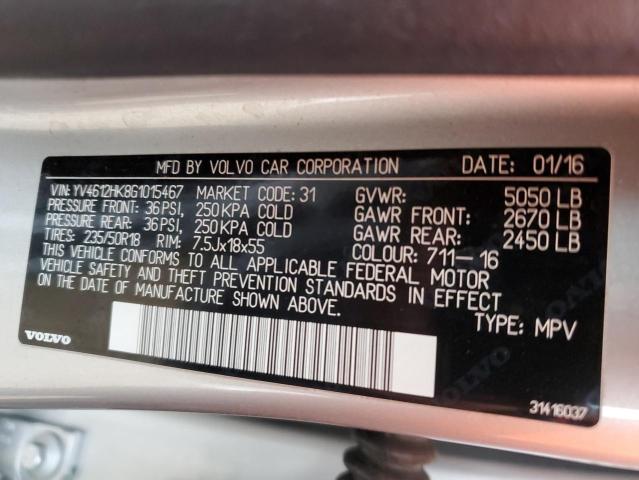 MFD BY VOLVO CAR CORPORATION DATE: 01/16
VIN: YV4612HK8G1015467 MARKET CODE: 31 GVWR: 5050 LB
PRESSURE FRONT: 36 PSI, 250 KPA COLD GAWR FRONT: 2670 LB
PRESSURE REAR: 36 PSI, 250 KPA COLD GAWR REAR: 2450 LB
TIRES: 235/50R18 RIM: 7.5Jx18x55 COLOUR: 711-16
THIS VEHICLE CONFORMS TO ALL APPLICABLE FEDERAL MOTOR
VEHICLE SAFETY AND THEFT PREVENTION STANDARDS IN EFFECT
ON THE DATE OF MANUFACTURE SHOWN ABOVE.
TYPE: MPV
VOLVO
31416037